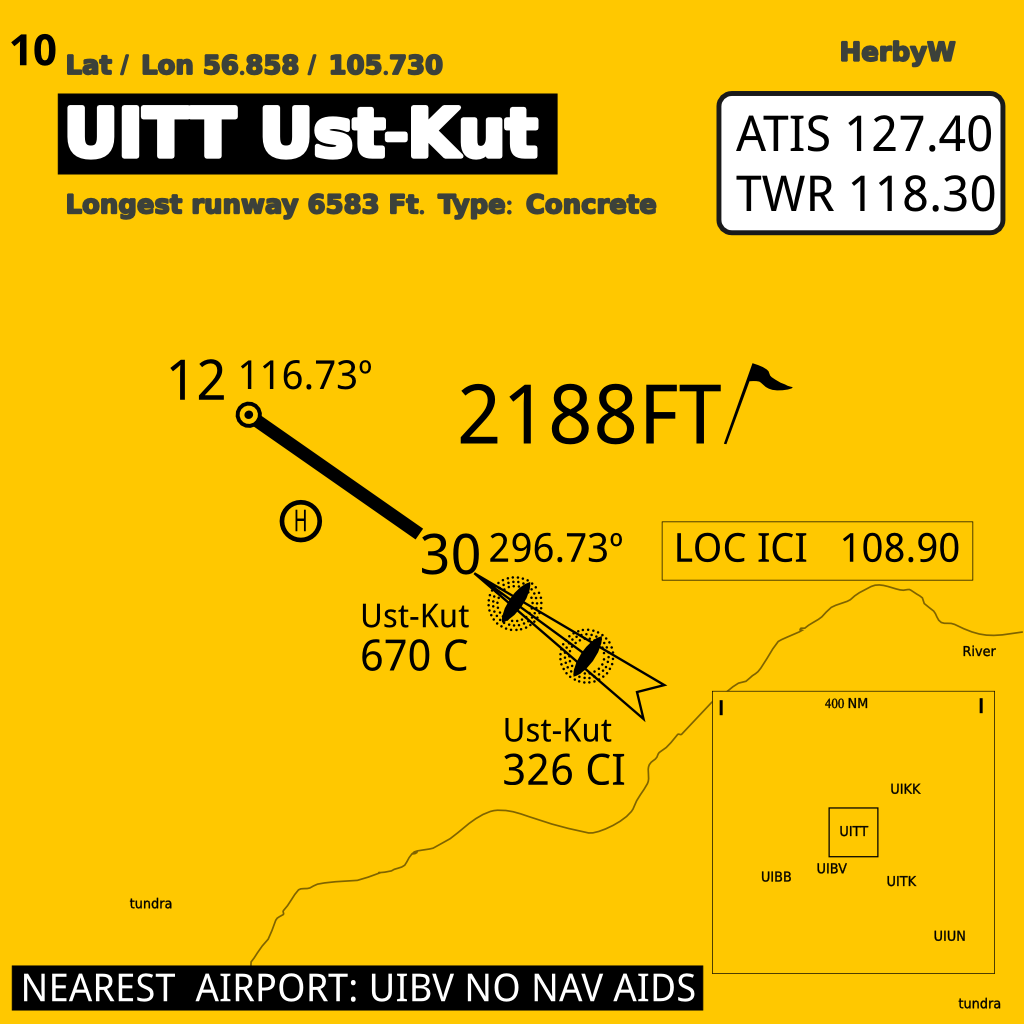 10
Lat / Lon 56.858 / 105.730
HerbyW
UITT Ust-Kut
ATIS 127.40
TWR 118.30
Longest runway 6583 Ft. Type: Concrete
12 116.73º
2188FT
H
30 296.73º
LOC ICI 108.90
Ust-Kut
670 C
River
400 NM
Ust-Kut
326 CI
UIKK
UITT
UIBV
UIBB
UITK
tundra
UIUN
NEAREST AIRPORT: UIBV NO NAV AIDS
tundra